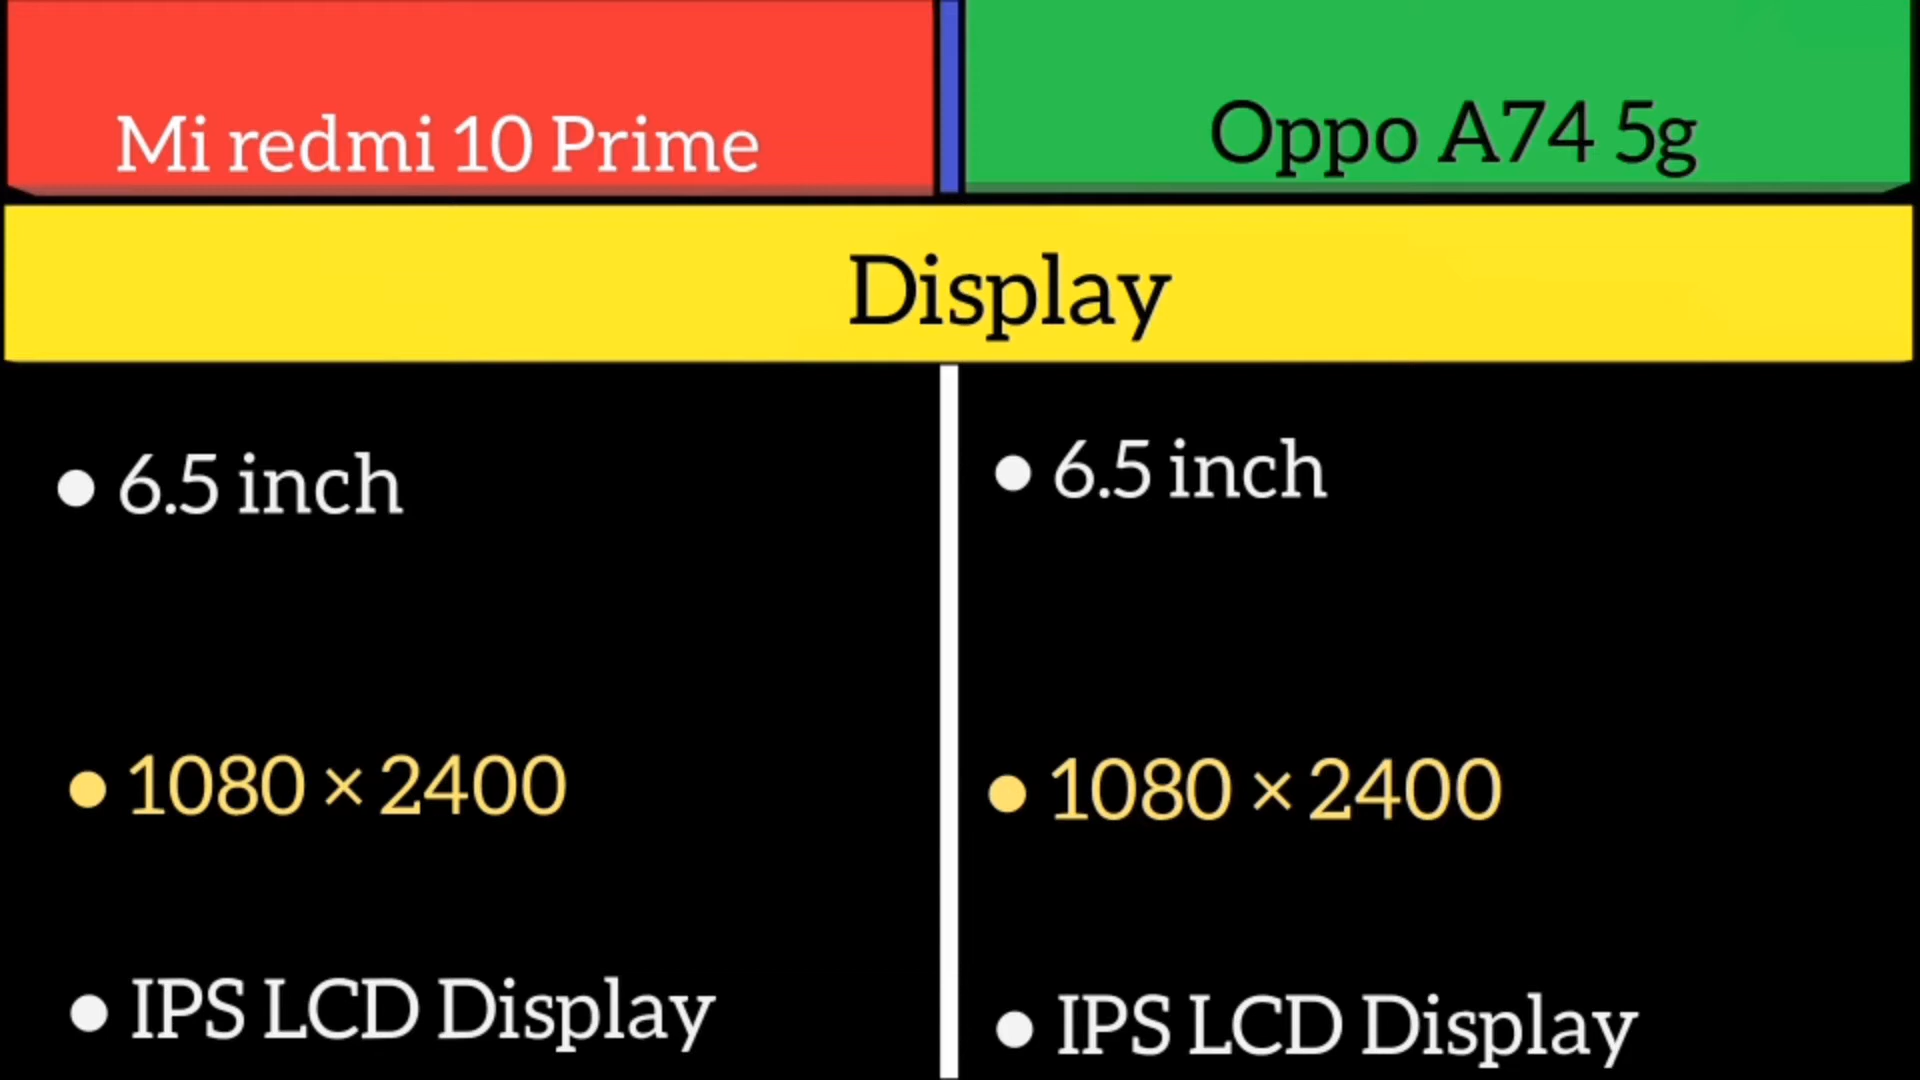 Mi redmi 10 Prime
Oppo A74 5g
Display
● 6.5 inch
● 6.5 inch
● 1080 × 2400
● 1080 × 2400
● IPS LCD Display
● IPS LCD Display